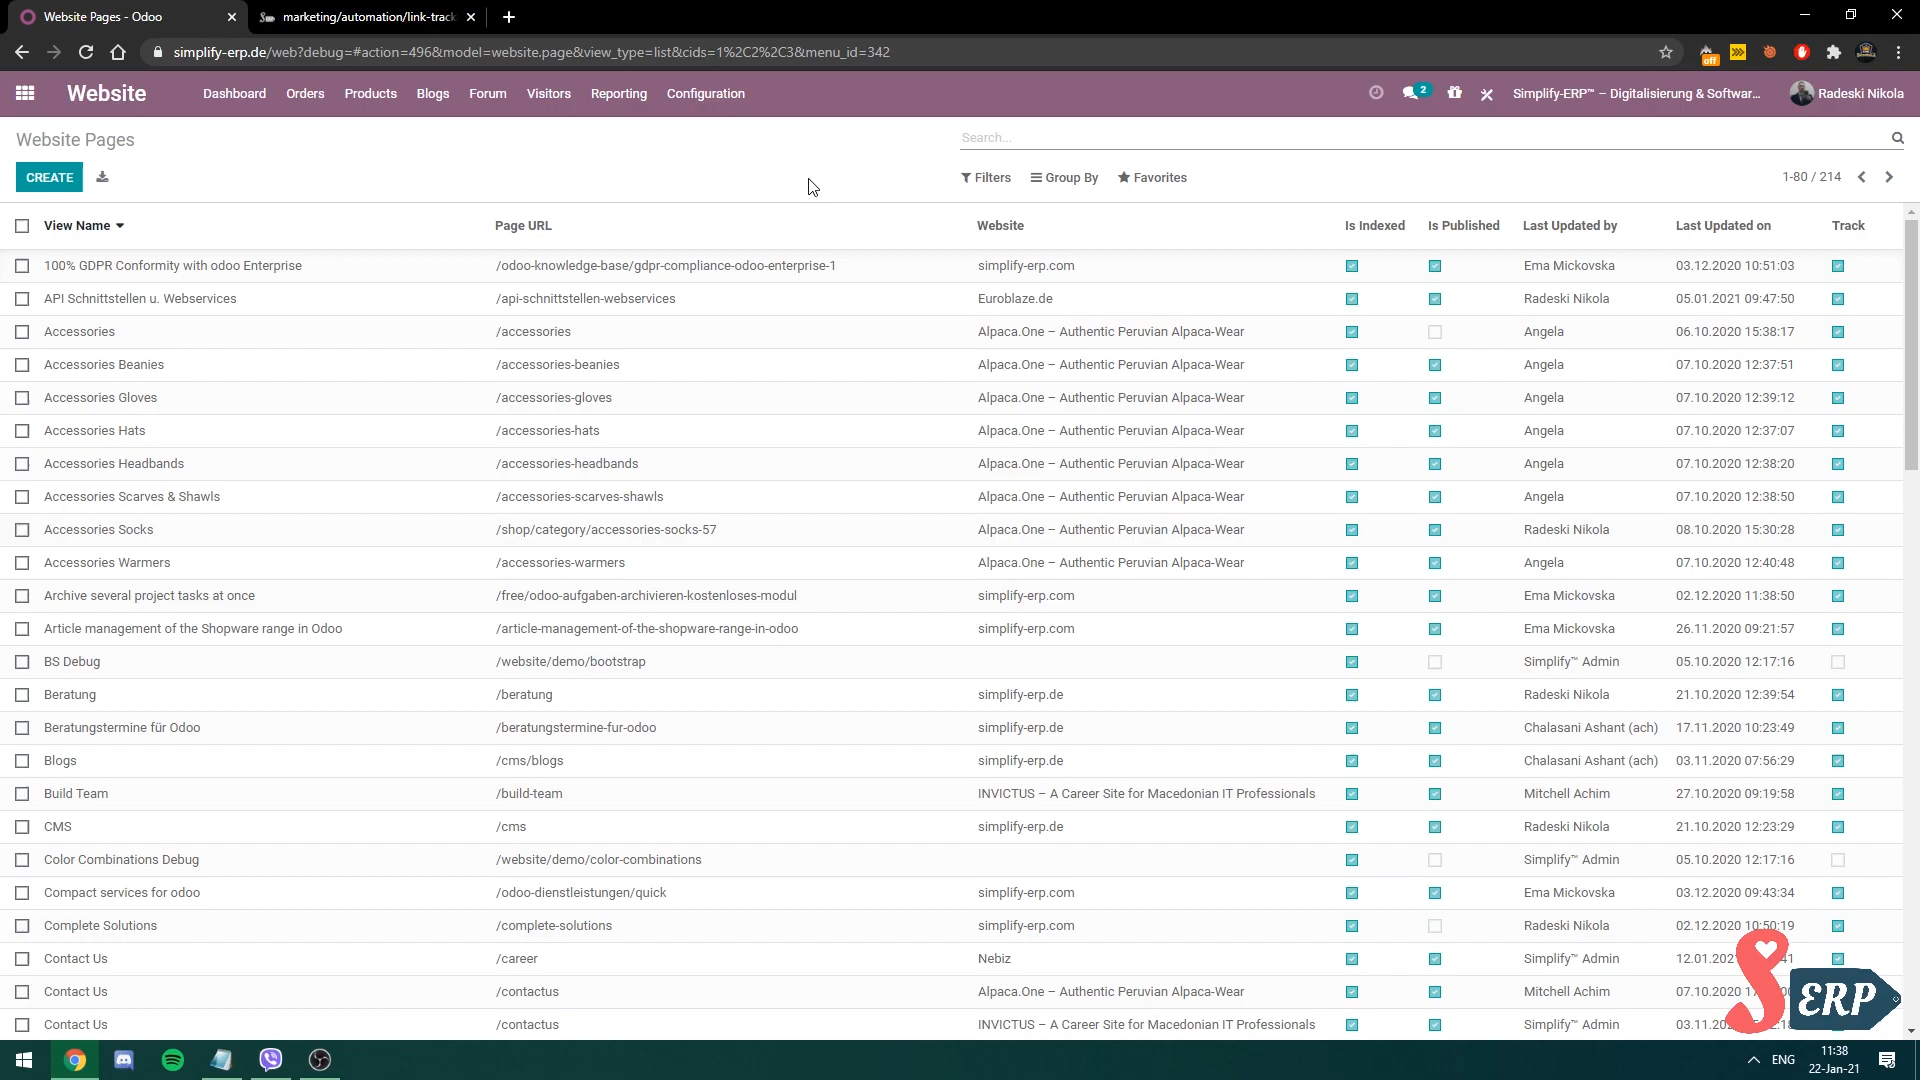 Website Pages - Odoo
marketing/automation/link-track
simplify-erp.de/web?debug=#action=496&model=website.page&view_type=list&cids=1%2C2%2C3&menu_id=342
off
Website Dashboard Orders Products Blogs Forum Visitors Reporting Configuration 2 Simplify-ERP™ – Digitalisierung & Softwar... Radeski Nikola
Website Pages Search...
CREATE Filters Group By Favorites 1-80 / 214
View Name Page URL Website Is Indexed Is Published Last Updated by Last Updated on Track
100% GDPR Conformity with odoo Enterprise /odoo-knowledge-base/gdpr-compliance-odoo-enterprise-1 simplify-erp.com Ema Mickovska 03.12.2020 10:51:03
API Schnittstellen u. Webservices /api-schnittstellen-webservices Euroblaze.de Radeski Nikola 05.01.2021 09:47:50
Accessories /accessories Alpaca.One – Authentic Peruvian Alpaca-Wear Angela 06.10.2020 15:38:17
Accessories Beanies /accessories-beanies Alpaca.One – Authentic Peruvian Alpaca-Wear Angela 07.10.2020 12:37:51
Accessories Gloves /accessories-gloves Alpaca.One – Authentic Peruvian Alpaca-Wear Angela 07.10.2020 12:39:12
Accessories Hats /accessories-hats Alpaca.One – Authentic Peruvian Alpaca-Wear Angela 07.10.2020 12:37:07
Accessories Headbands /accessories-headbands Alpaca.One – Authentic Peruvian Alpaca-Wear Angela 07.10.2020 12:38:20
Accessories Scarves & Shawls /accessories-scarves-shawls Alpaca.One – Authentic Peruvian Alpaca-Wear Angela 07.10.2020 12:38:50
Accessories Socks /shop/category/accessories-socks-57 Alpaca.One – Authentic Peruvian Alpaca-Wear Radeski Nikola 08.10.2020 15:30:28
Accessories Warmers /accessories-warmers Alpaca.One – Authentic Peruvian Alpaca-Wear Angela 07.10.2020 12:40:48
Archive several project tasks at once /free/odoo-aufgaben-archivieren-kostenloses-modul simplify-erp.com Ema Mickovska 02.12.2020 11:38:50
Article management of the Shopware range in Odoo /article-management-of-the-shopware-range-in-odoo simplify-erp.com Ema Mickovska 26.11.2020 09:21:57
BS Debug /website/demo/bootstrap Simplify™ Admin 05.10.2020 12:17:16
Beratung /beratung simplify-erp.de Radeski Nikola 21.10.2020 12:39:54
Beratungstermine für Odoo /beratungstermine-fur-odoo simplify-erp.de Chalasani Ashant (ach) 17.11.2020 10:23:49
Blogs /cms/blogs simplify-erp.de Chalasani Ashant (ach) 03.11.2020 07:56:29
Build Team /build-team INVICTUS – A Career Site for Macedonian IT Professionals Mitchell Achim 27.10.2020 09:19:58
CMS /cms simplify-erp.de Radeski Nikola 21.10.2020 12:23:29
Color Combinations Debug /website/demo/color-combinations Simplify™ Admin 05.10.2020 12:17:16
Compact services for odoo /odoo-dienstleistungen/quick simplify-erp.com Ema Mickovska 03.12.2020 09:43:34
Complete Solutions /complete-solutions simplify-erp.com Radeski Nikola 02.12.2020 10:50:19
Contact Us /career Nebiz Simplify™ Admin 12.01.202
Contact Us /contactus Alpaca.One – Authentic Peruvian Alpaca-Wear Mitchell Achim 07.10.2020
Contact Us /contactus INVICTUS – A Career Site for Macedonian IT Professionals Simplify™ Admin 03.11.20
S ERP
ENG 11:38
22-Jan-21